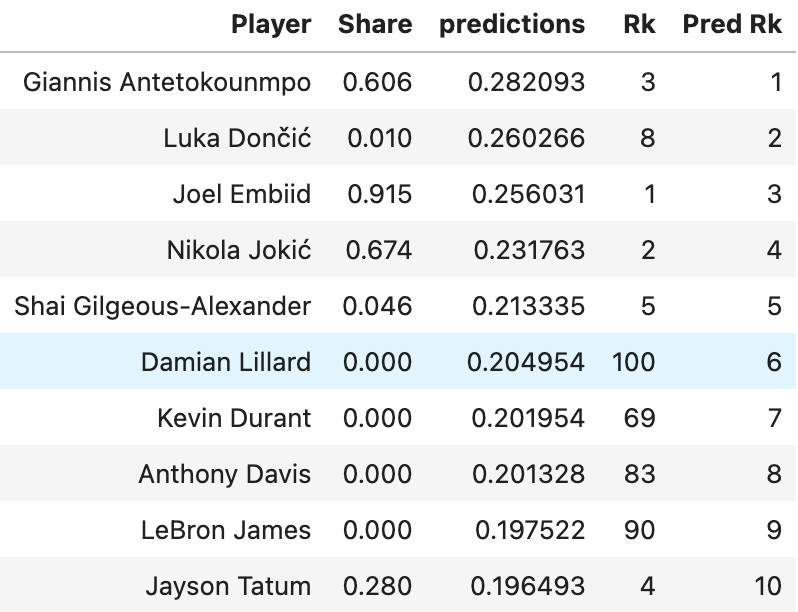 Player Share predictions Rk Pred Rk
Giannis Antetokounmpo 0.606 0.282093 3 1
Luka Dončić 0.010 0.260266 8 2
Joel Embiid 0.915 0.256031 1 3
Nikola Jokić 0.674 0.231763 2 4
Shai Gilgeous-Alexander 0.046 0.213335 5 5
Damian Lillard 0.000 0.204954 100 6
Kevin Durant 0.000 0.201954 69 7
Anthony Davis 0.000 0.201328 83 8
LeBron James 0.000 0.197522 90 9
Jayson Tatum 0.280 0.196493 4 10